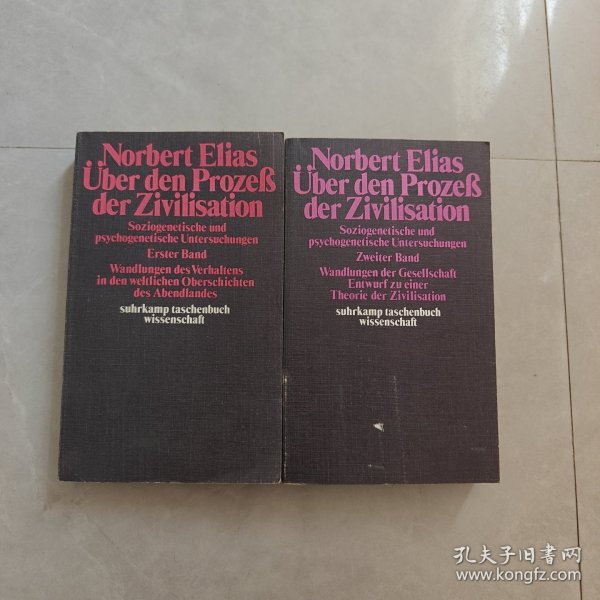 Norbert Elias
Über den Prozeß
der Zivilisation
Soziogenetische und
psychogenetische Untersuchungen
Erster Band
Wandlungen des Verhaltens
in den weltlichen Oberschichten
des Abendlandes
suhrkamp taschenbuch
wissenschaft
Norbert Elias
Über den Prozeß
der Zivilisation
Soziogenetische und
psychogenetische Untersuchungen
Zweiter Band
Wandlungen der Gesellschaft
Entwurf zu einer
Theorie der Zivilisation
suhrkamp taschenbuch
wissenschaft
孔夫子旧书网
www.kongfz.com